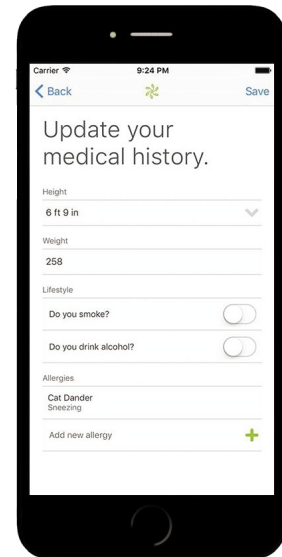 Carrier 9:24 PM
Back Save
Update your
medical history.
Height
6 ft 9 in
Weight
258
Lifestyle
Do you smoke?
Do you drink alcohol?
Allergies
Cat Dander
Sneezing
Add new allergy